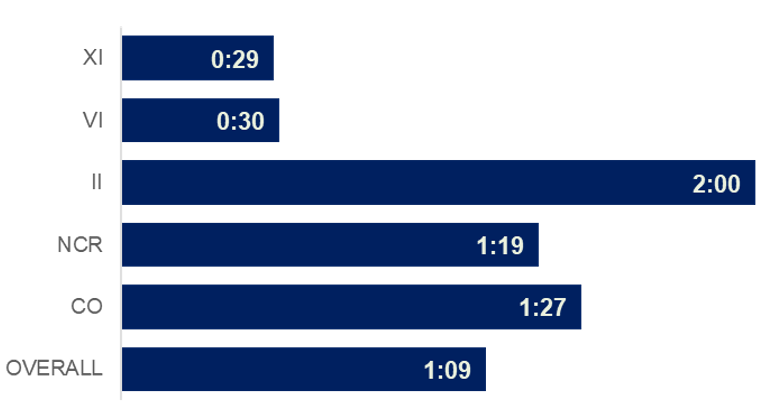 XI 0:29
VI 0:30
II 2:00
NCR 1:19
CO 1:27
OVERALL 1:09